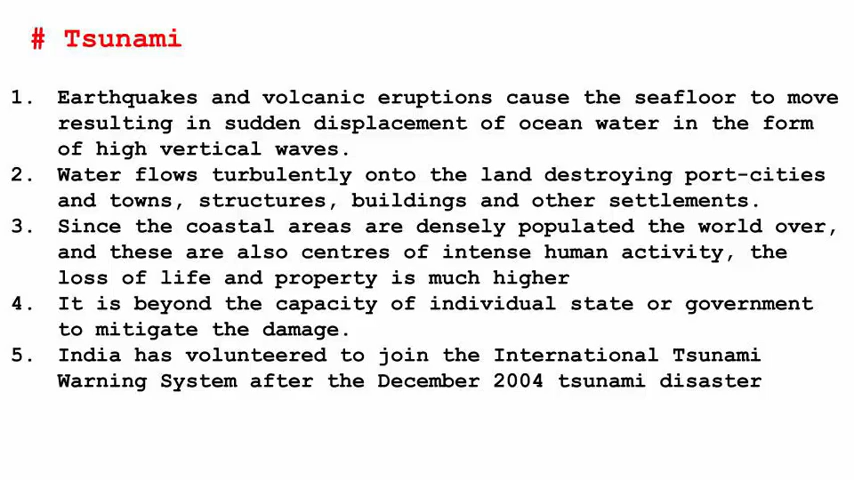 # Tsunami
1. Earthquakes and volcanic eruptions cause the seafloor to move
resulting in sudden displacement of ocean water in the form
of high vertical waves.
2. Water flows turbulently onto the land destroying port-cities
and towns, structures, buildings and other settlements.
3. Since the coastal areas are densely populated the world over,
and these are also centres of intense human activity, the
loss of life and property is much higher
4. It is beyond the capacity of individual state or government
to mitigate the damage.
5. India has volunteered to join the International Tsunami
Warning System after the December 2004 tsunami disaster